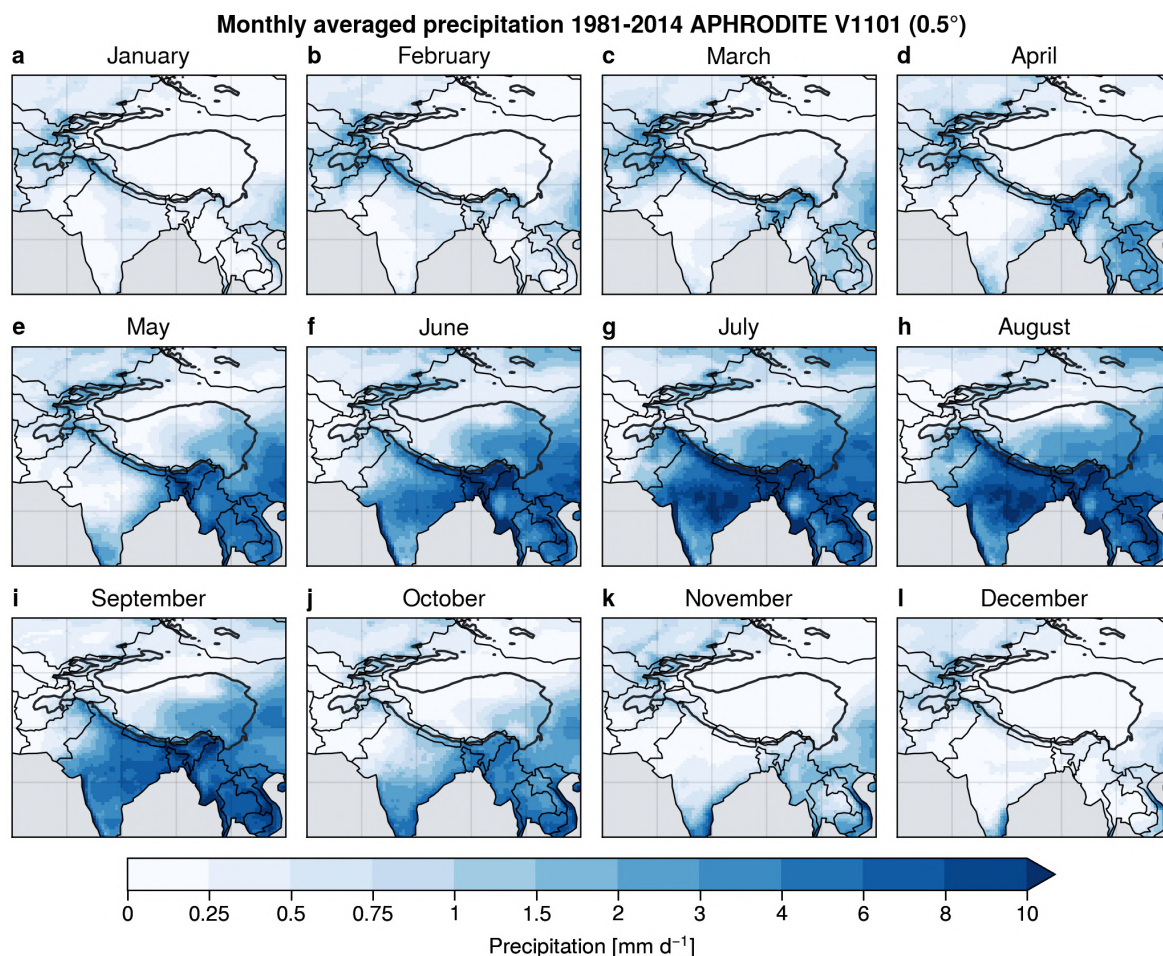 Monthly averaged precipitation 1981-2014 APHRODITE V1101 (0.5°)
a January
b February
c March
d April
e May
f June
g July
h August
i September
j October
k November
l December
0 0.25 0.5 0.75 1 1.5 2 3 4 6 8 10
Precipitation [mm d⁻¹]